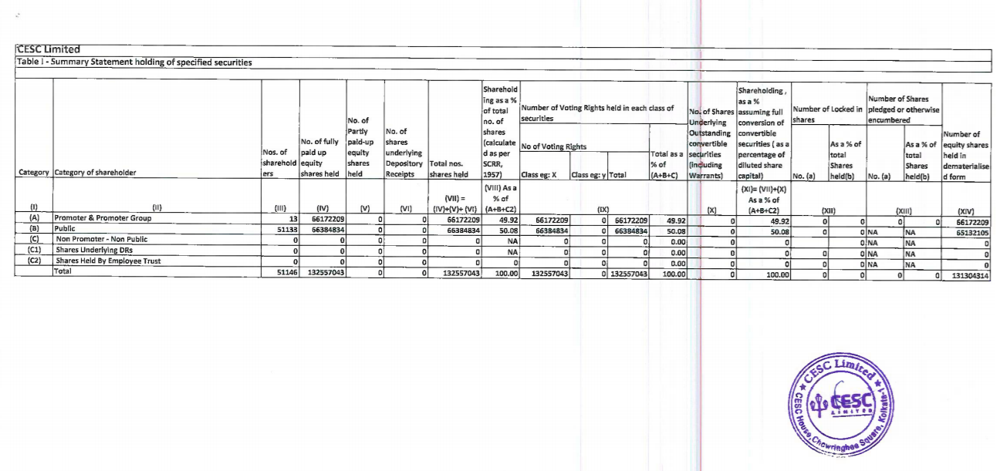 CESC Limited
Table I - Summary Statement holding of specified securities
Category
Category of shareholder
Nos. of
sharehold
ers
No. of fully
paid up
equity
shares held
No. of
Partly
paid-up
equity
shares
held
No. of
shares
underlying
Depository
Receipts
Total nos.
shares held
Sharehold
ing as a %
of total
no. of
shares
(calculate
d as per
SCRR,
1957)
Number of Voting Rights held in each class of
securities
No of Voting Rights
Class eg: X
Class eg: y
Total
Total as a
% of
(A+B+C)
No. of Shares
Underlying
Outstanding
convertible
securities
(including
Warrants)
Shareholding ,
as a %
assuming full
conversion of
convertible
securities ( as a
percentage of
diluted share
capital)
Number of Locked in
shares
No. (a)
As a % of
total
Shares
held(b)
Number of Shares
pledged or otherwise
encumbered
No. (a)
As a % of
total
Shares
held(b)
Number of
equity shares
held in
dematerialise
d form
(I)
(II)
(III)
(IV)
(V)
(VI)
(VII) =
(IV)+(V)+ (VI)
(VIII) As a
% of
(A+B+C2)
(IX)
(X)
(XI)= (VII)+(X)
As a % of
(A+B+C2)
(XII)
(XIII)
(XIV)
(A) Promoter & Promoter Group 13 66172209 0 0 66172209 49.92 66172209 0 66172209 49.92 0 49.92 0 0 0 0 66172209
(B) Public 51133 66384834 0 0 66384834 50.08 66384834 0 66384834 50.08 0 50.08 0 0 NA NA 65132105
(C) Non Promoter - Non Public 0 0 0 0 0 NA 0 0 0 0.00 0 0 0 NA NA 0
(C1) Shares Underlying DRs 0 0 0 0 0 NA 0 0 0 0.00 0 0 0 0 NA NA 0
(C2) Shares Held By Employee Trust 0 0 0 0 0 0 0 0 0 0.00 0 0 0 0 NA NA 0
Total 51146 132557043 0 0 132557043 100.00 132557043 0 132557043 100.00 0 100.00 0 0 0 0 131304314
★ CESC Limited ★
CESC
LIMITED
CESC House, Chowringhee Square, Kolkata-1.